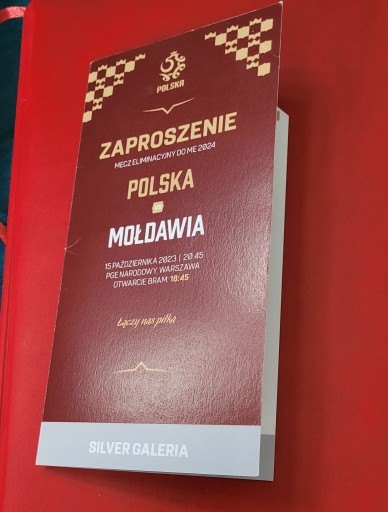 POLSKA
ZAPROSZENIE
MECZ ELIMINACYJNY DO ME 2024
POLSKA
VS
MOŁDAWIA
15 PAŹDZIERNIKA 2023 | 20:45
PGE NARODOWY, WARSZAWA
OTWARCIE BRAM: 18:45
Łączy nas piłka
SILVER GALERIA